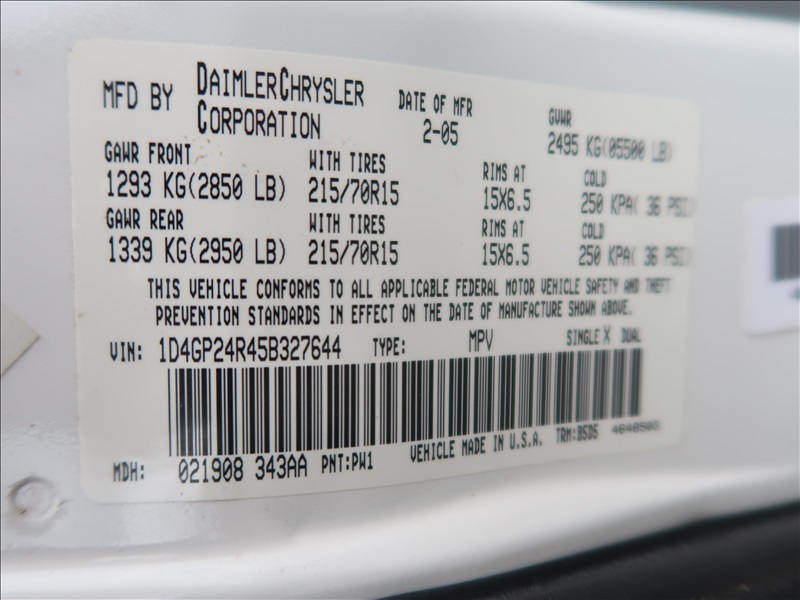 MFD BY DAIMLERCHRYSLER CORPORATION DATE OF MFR 2-05 GVWR 2495 KG(05500 LB)
GAWR FRONT WITH TIRES RIMS AT COLD
1293 KG(2850 LB) 215/70R15 15X6.5 250 KPA( 36 PSI)
GAWR REAR WITH TIRES RIMS AT COLD
1339 KG(2950 LB) 215/70R15 15X6.5 250 KPA( 36 PSI)
THIS VEHICLE CONFORMS TO ALL APPLICABLE FEDERAL MOTOR VEHICLE SAFETY AND THEFT
PREVENTION STANDARDS IN EFFECT ON THE DATE OF MANUFACTURE SHOWN ABOVE.
VIN: 1D4GP24R45B327644 TYPE: MPV SINGLE X DUAL
MDH: 021908 343AA PNT:PW1 VEHICLE MADE IN U.S.A. TRM:B5D5